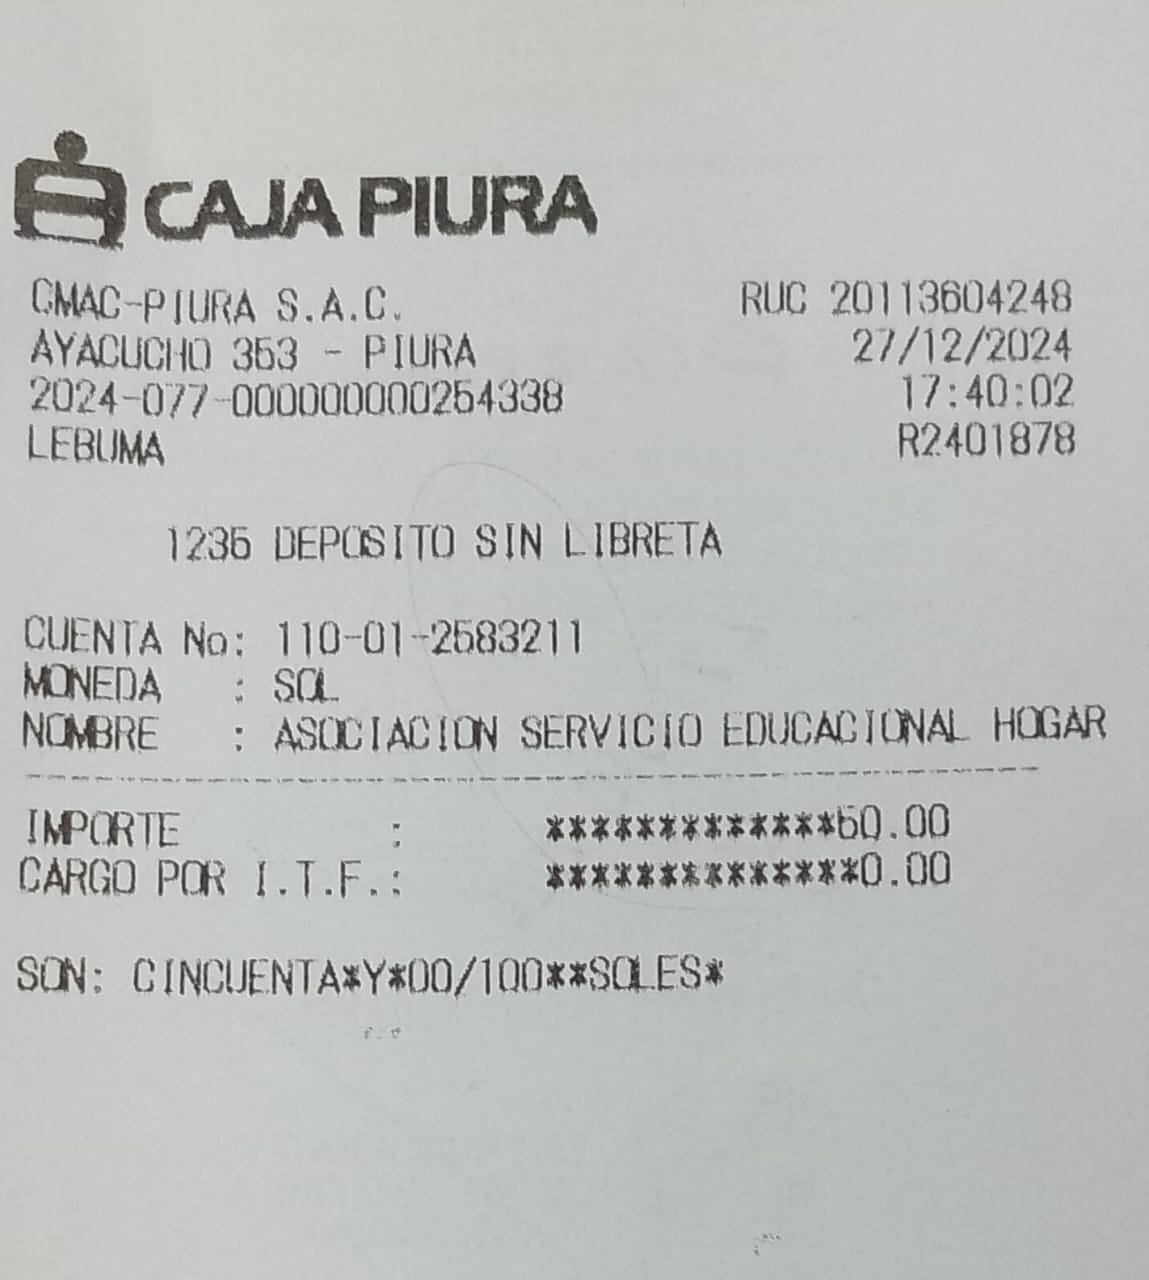 CAJA PIURA
CMAC-PIURA S.A.C. RUC 20113604248
AYACUCHO 353 - PIURA 27/12/2024
2024-077-000000000254338 17:40:02
LEBUMA R2401878
1235 DEPOSITO SIN LIBRETA
CUENTA No: 110-01-2583211
MONEDA : SOL
NOMBRE : ASOCIACION SERVICIO EDUCACIONAL HOGAR
IMPORTE : *************50.00
CARGO POR I.T.F.: **************0.00
SON: CINCUENTA*Y*00/100**SOLES*